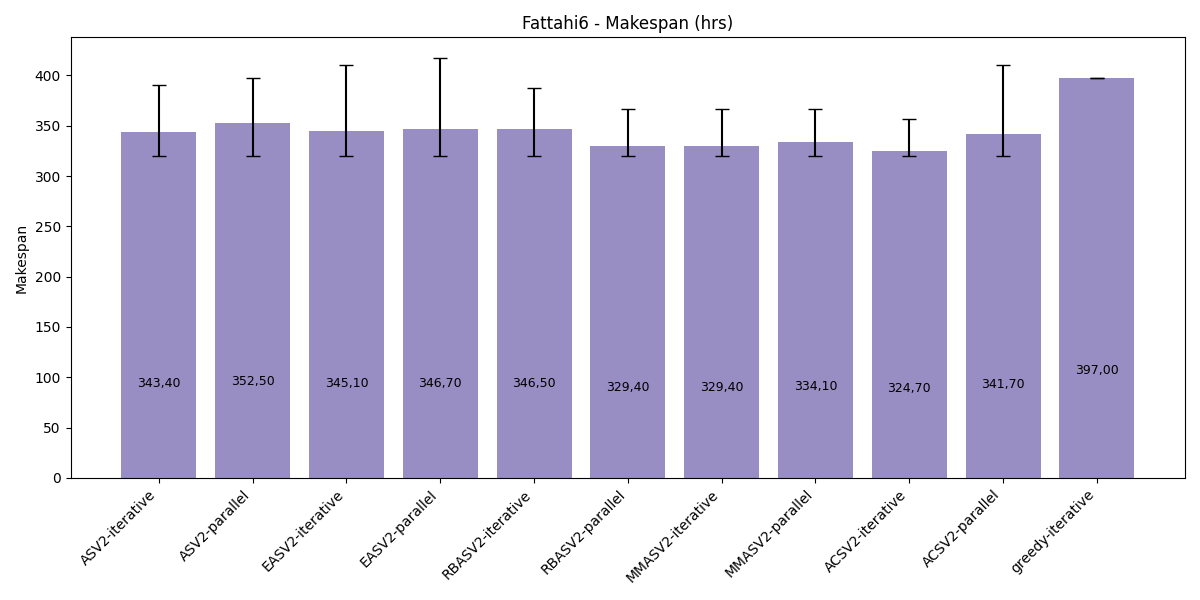 Fattahi6 - Makespan (hrs)
Makespan
400
350
300
250
200
150
100
50
0
343,40
352,50
345,10
346,70
346,50
329,40
329,40
334,10
324,70
341,70
397,00
ASV2-iterative
ASV2-parallel
EASV2-iterative
EASV2-parallel
RBASV2-iterative
RBASV2-parallel
MMASV2-iterative
MMASV2-parallel
ACSV2-iterative
ACSV2-parallel
greedy-iterative